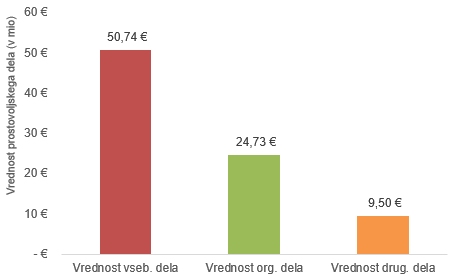 Vrednost prostovoljskega dela (v mio)
60 €
50 €
40 €
30 €
20 €
10 €
- €
50,74 €
24,73 €
9,50 €
Vrednost vseb. dela
Vrednost org. dela
Vrednost drug. dela